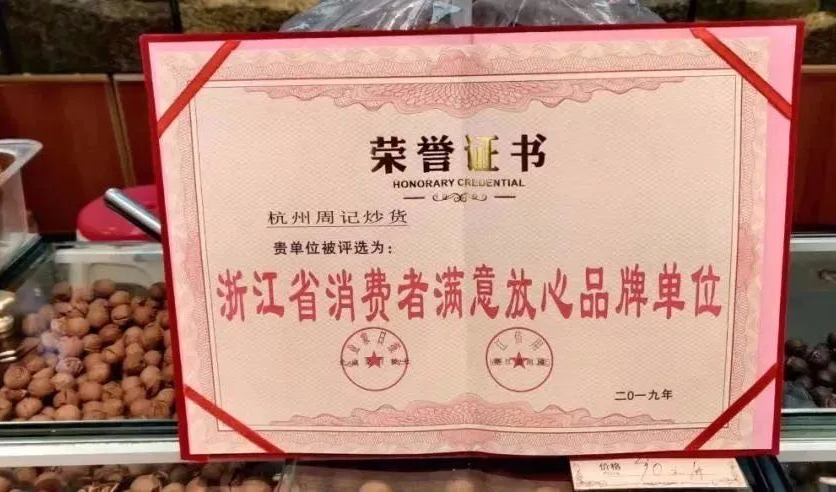 荣誉证书
HONORARY CREDENTIAL
杭州周记炒货
贵单位被评选为：
浙江省消费者满意放心品牌单位
二〇一九年
价格